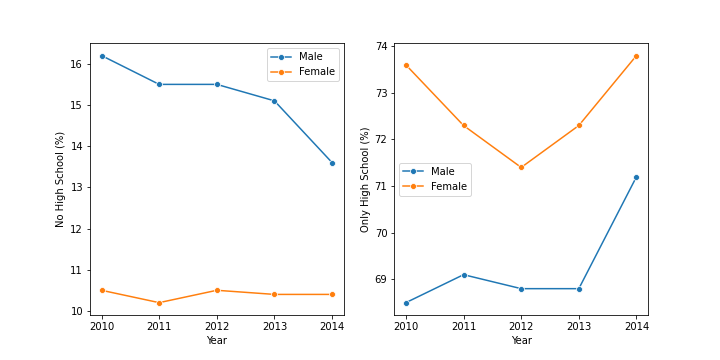 No High School (%)
16
15
14
13
12
11
10
Male
Female
2010 2011 2012 2013 2014
Year
Only High School (%)
74
73
72
71
70
69
Male
Female
2010 2011 2012 2013 2014
Year